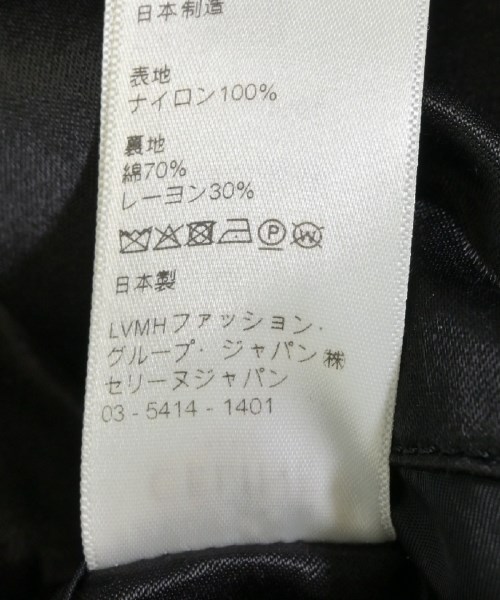 日本制造
表地
ナイロン100%
裏地
綿70%
レーヨン30%
日本製
LVMHファッション・
グループ・ジャパン㈱
セリーヌジャパン
03 - 5414 - 1401